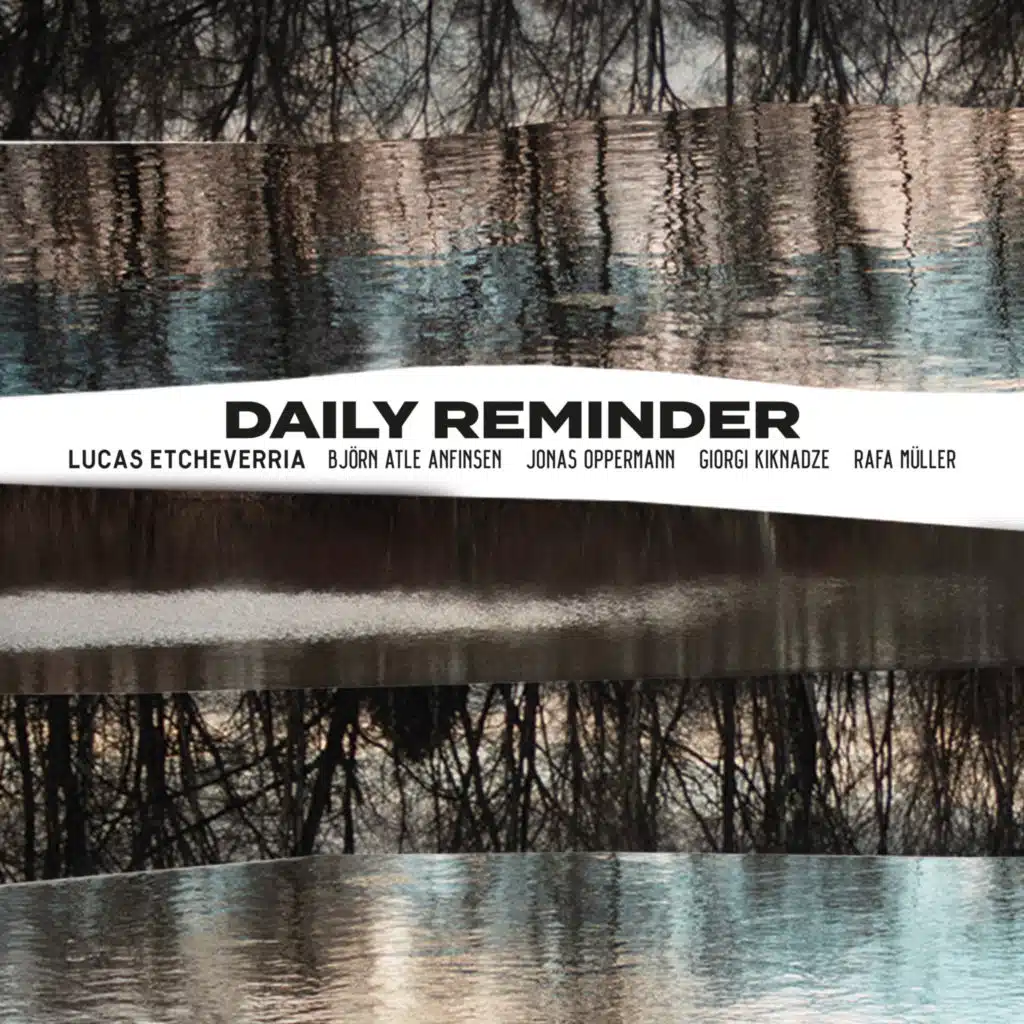 DAILY REMINDER
LUCAS ETCHEVERRIA BJÖRN ATLE ANFINSEN JONAS OPPERMANN GIORGI KIKNADZE RAFA MÜLLER